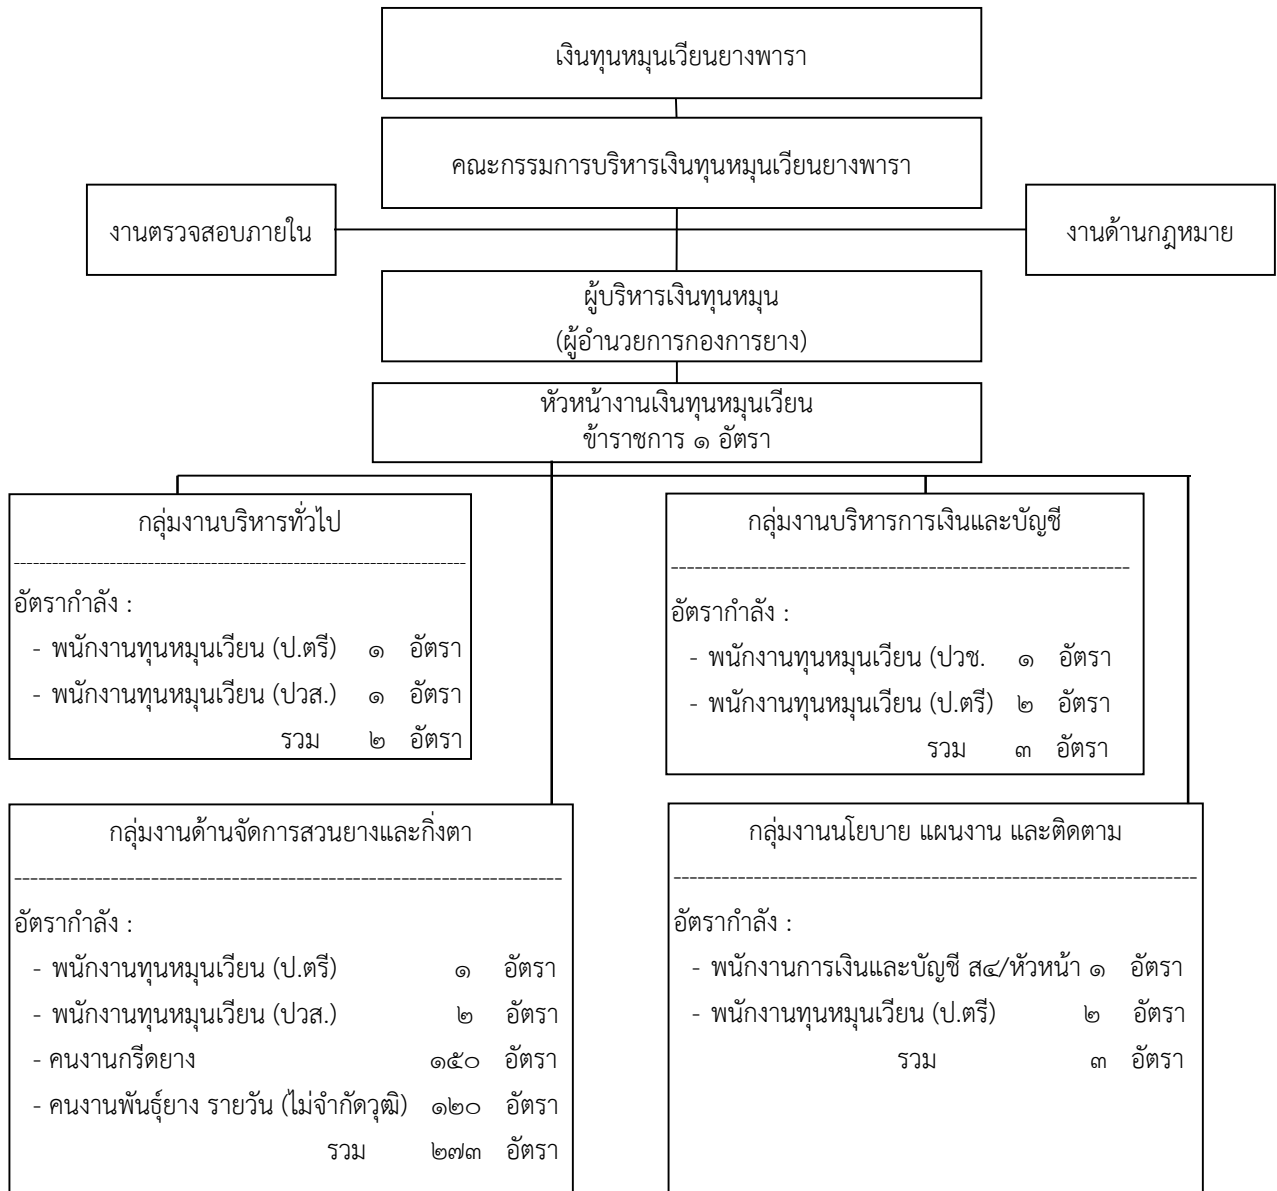 เงินทุนหมุนเวียนยางพารา
คณะกรรมการบริหารเงินทุนหมุนเวียนยางพารา
งานตรวจสอบภายใน
งานด้านกฎหมาย
ผู้บริหารเงินทุนหมุน
(ผู้อำนวยการกองการยาง)
หัวหน้างานเงินทุนหมุนเวียน
ข้าราชการ ๑ อัตรา
กลุ่มงานบริหารทั่วไป
อัตรากำลัง :
- พนักงานทุนหมุนเวียน (ป.ตรี) ๑ อัตรา
- พนักงานทุนหมุนเวียน (ปวส.) ๑ อัตรา
รวม ๒ อัตรา
กลุ่มงานบริหารการเงินและบัญชี
อัตรากำลัง :
- พนักงานทุนหมุนเวียน (ปวช. ๑ อัตรา
- พนักงานทุนหมุนเวียน (ป.ตรี) ๒ อัตรา
รวม ๓ อัตรา
กลุ่มงานด้านจัดการสวนยางและกิ่งตา
อัตรากำลัง :
- พนักงานทุนหมุนเวียน (ป.ตรี) ๑ อัตรา
- พนักงานทุนหมุนเวียน (ปวส.) ๒ อัตรา
- คนงานกรีดยาง ๑๕๐ อัตรา
- คนงานพันธุ์ยาง รายวัน (ไม่จำกัดวุฒิ) ๑๒๐ อัตรา
รวม ๒๗๓ อัตรา
กลุ่มงานนโยบาย แผนงาน และติดตาม
อัตรากำลัง :
- พนักงานการเงินและบัญชี ส๔/หัวหน้า ๑ อัตรา
- พนักงานทุนหมุนเวียน (ป.ตรี) ๒ อัตรา
รวม ๓ อัตรา